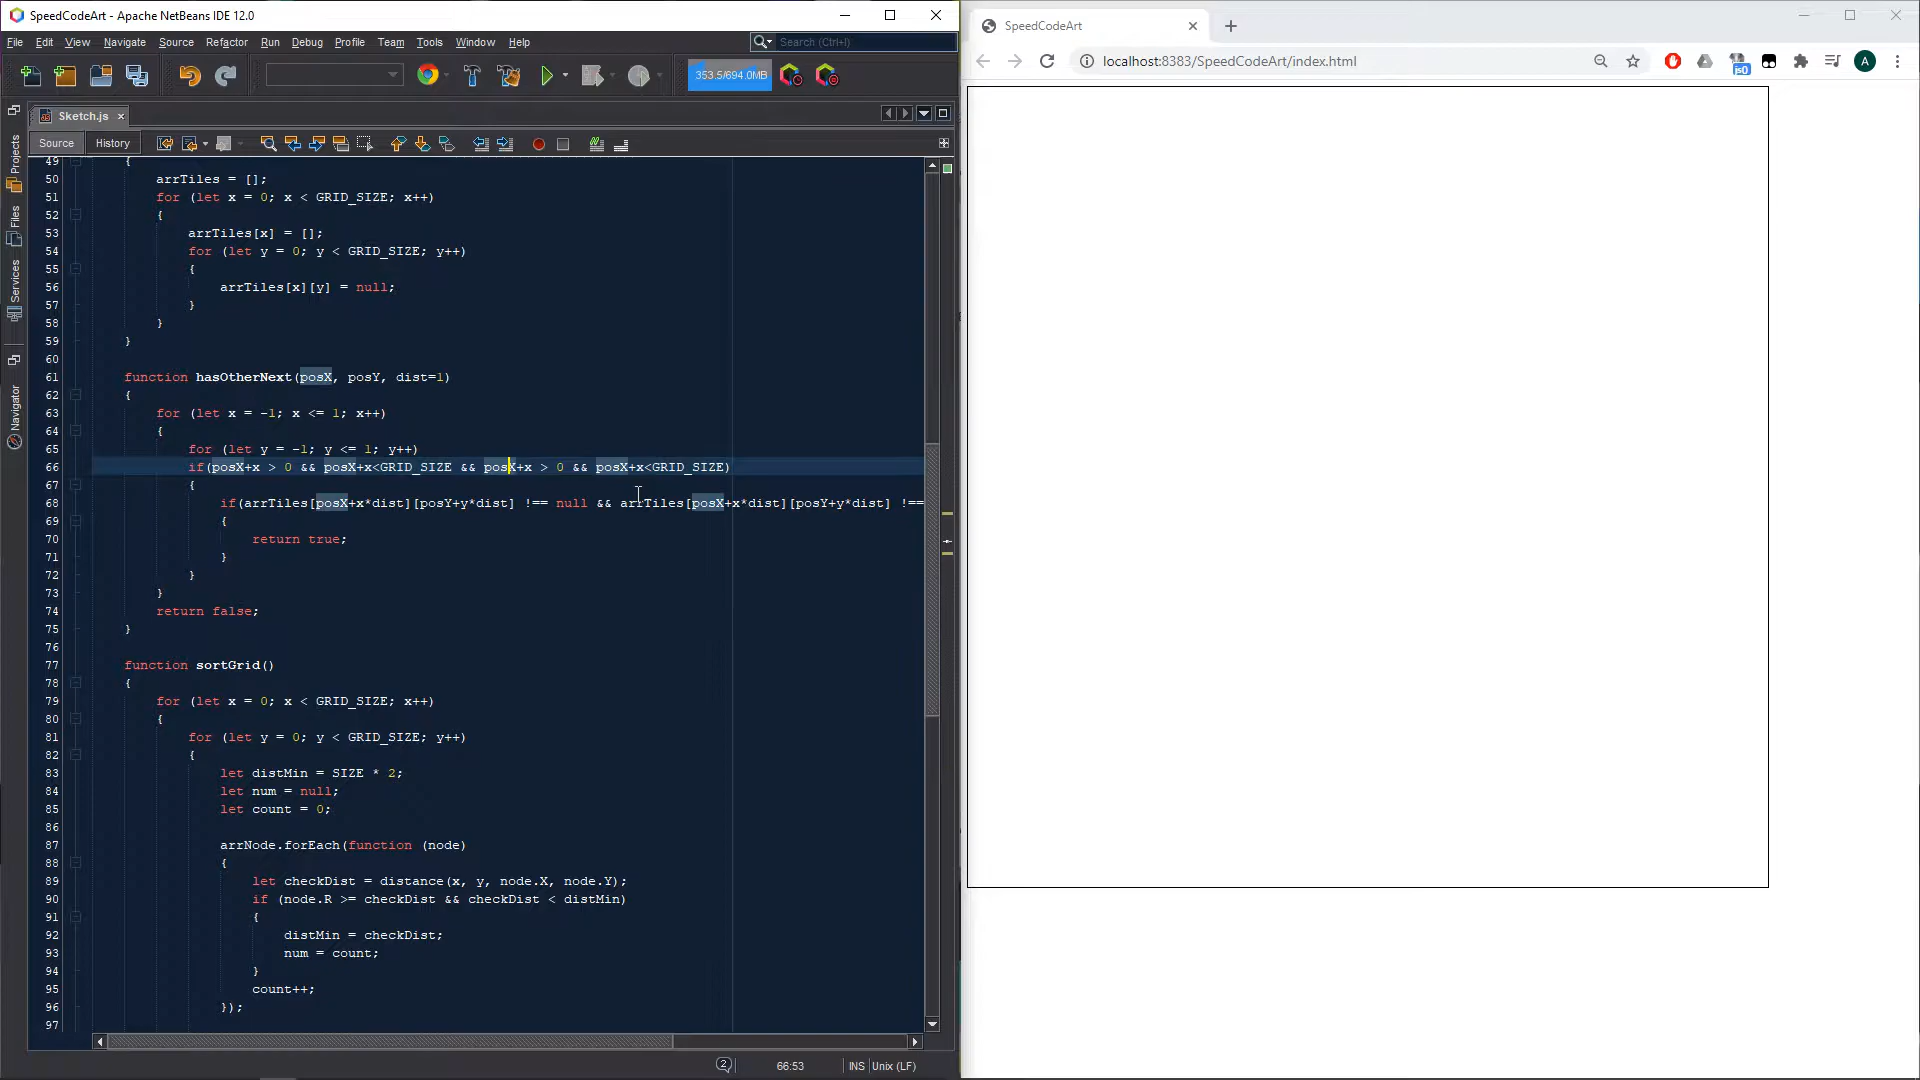 SpeedCodeArt - Apache NetBeans IDE 12.0
File Edit View Navigate Source Refactor Run Debug Profile Team Tools Window Help
Search (Ctrl+I)
353.5/694.0MB
Sketch.js
Source History
Projects
Files
Services
Navigator
49 {
50 arrTiles = [];
51 for (let x = 0; x < GRID_SIZE; x++)
52 {
53 arrTiles[x] = [];
54 for (let y = 0; y < GRID_SIZE; y++)
55 {
56 arrTiles[x][y] = null;
57 }
58 }
59 }
60
61 function hasOtherNext(posX, posY, dist=1)
62 {
63 for (let x = -1; x <= 1; x++)
64 {
65 for (let y = -1; y <= 1; y++)
66 if(posX+x > 0 && posX+x<GRID_SIZE && posX+x > 0 && posX+x<GRID_SIZE)
67 {
68 if(arrTiles[posX+x*dist][posY+y*dist] !== null && arrTiles[posX+x*dist][posY+y*dist] !==
69 {
70 return true;
71 }
72 }
73 }
74 return false;
75 }
76
77 function sortGrid()
78 {
79 for (let x = 0; x < GRID_SIZE; x++)
80 {
81 for (let y = 0; y < GRID_SIZE; y++)
82 {
83 let distMin = SIZE * 2;
84 let num = null;
85 let count = 0;
86
87 arrNode.forEach(function (node)
88 {
89 let checkDist = distance(x, y, node.X, node.Y);
90 if (node.R >= checkDist && checkDist < distMin)
91 {
92 distMin = checkDist;
93 num = count;
94 }
95 count++;
96 });
97
2 66:53 INS Unix (LF)
SpeedCodeArt
localhost:8383/SpeedCodeArt/index.html
A